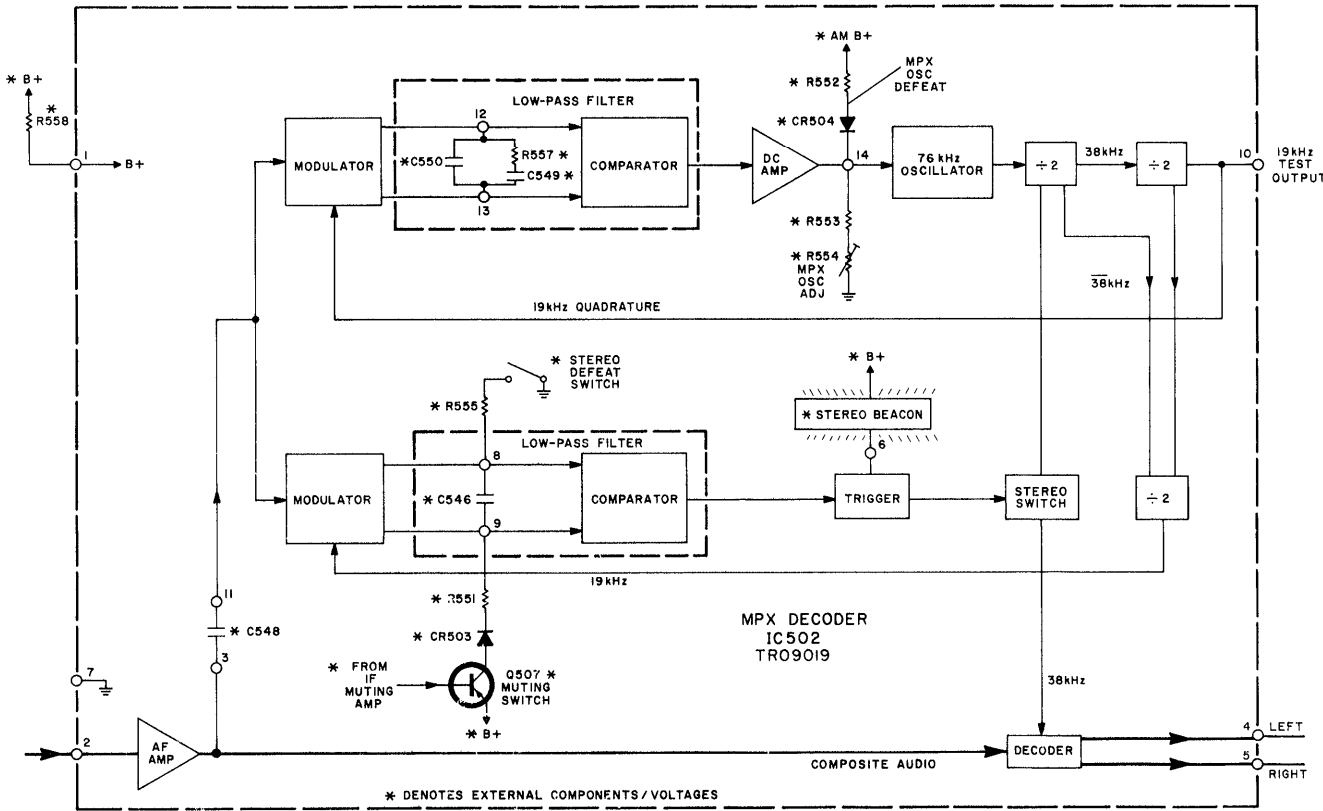 * AM B+
MPX
OSC
DEFEAT
* B+
*
R558
1
B+
* R552
* CR504
LOW-PASS FILTER
12
MODULATOR
*C550
R557 *
C549 *
COMPARATOR
13
DC
AMP
14
76 kHz
OSCILLATOR
÷2
38kHz
÷2
10
19kHz
TEST
OUTPUT
* R553
* R554
MPX
OSC
ADJ
38kHz
19kHz QUADRATURE
* STEREO
DEFEAT
SWITCH
* B+
* R555
* STEREO BEACON
6
LOW-PASS FILTER
8
MODULATOR
* C546
COMPARATOR
9
TRIGGER
STEREO
SWITCH
÷2
19kHz
11
* C548
3
* R551
* CR503
* FROM
IF
MUTING
AMP
Q507 *
MUTING
SWITCH
* B+
MPX DECODER
IC502
TR09019
7
38kHz
2
AF
AMP
COMPOSITE AUDIO
DECODER
4
LEFT
5
RIGHT
* DENOTES EXTERNAL COMPONENTS/VOLTAGES